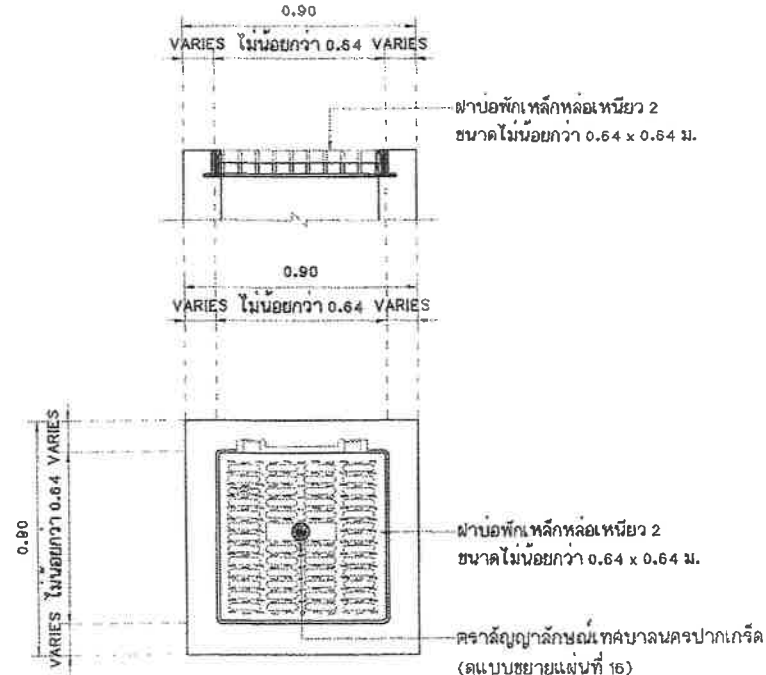 0.90
VARIES ไม่น้อยกว่า 0.64 VARIES
ฝาบ่อพักเหล็กหล่อเหนียว 2
ขนาดไม่น้อยกว่า 0.64 x 0.64 ม.
0.90
VARIES ไม่น้อยกว่า 0.64 VARIES
0.90
VARIES ไม่น้อยกว่า 0.64 VARIES
ฝาบ่อพักเหล็กหล่อเหนียว 2
ขนาดไม่น้อยกว่า 0.64 x 0.64 ม.
ตราสัญญาลักษณ์เทศบาลนครปากเกร็ด
(ดแบบขยายแผ่นที่ 16)